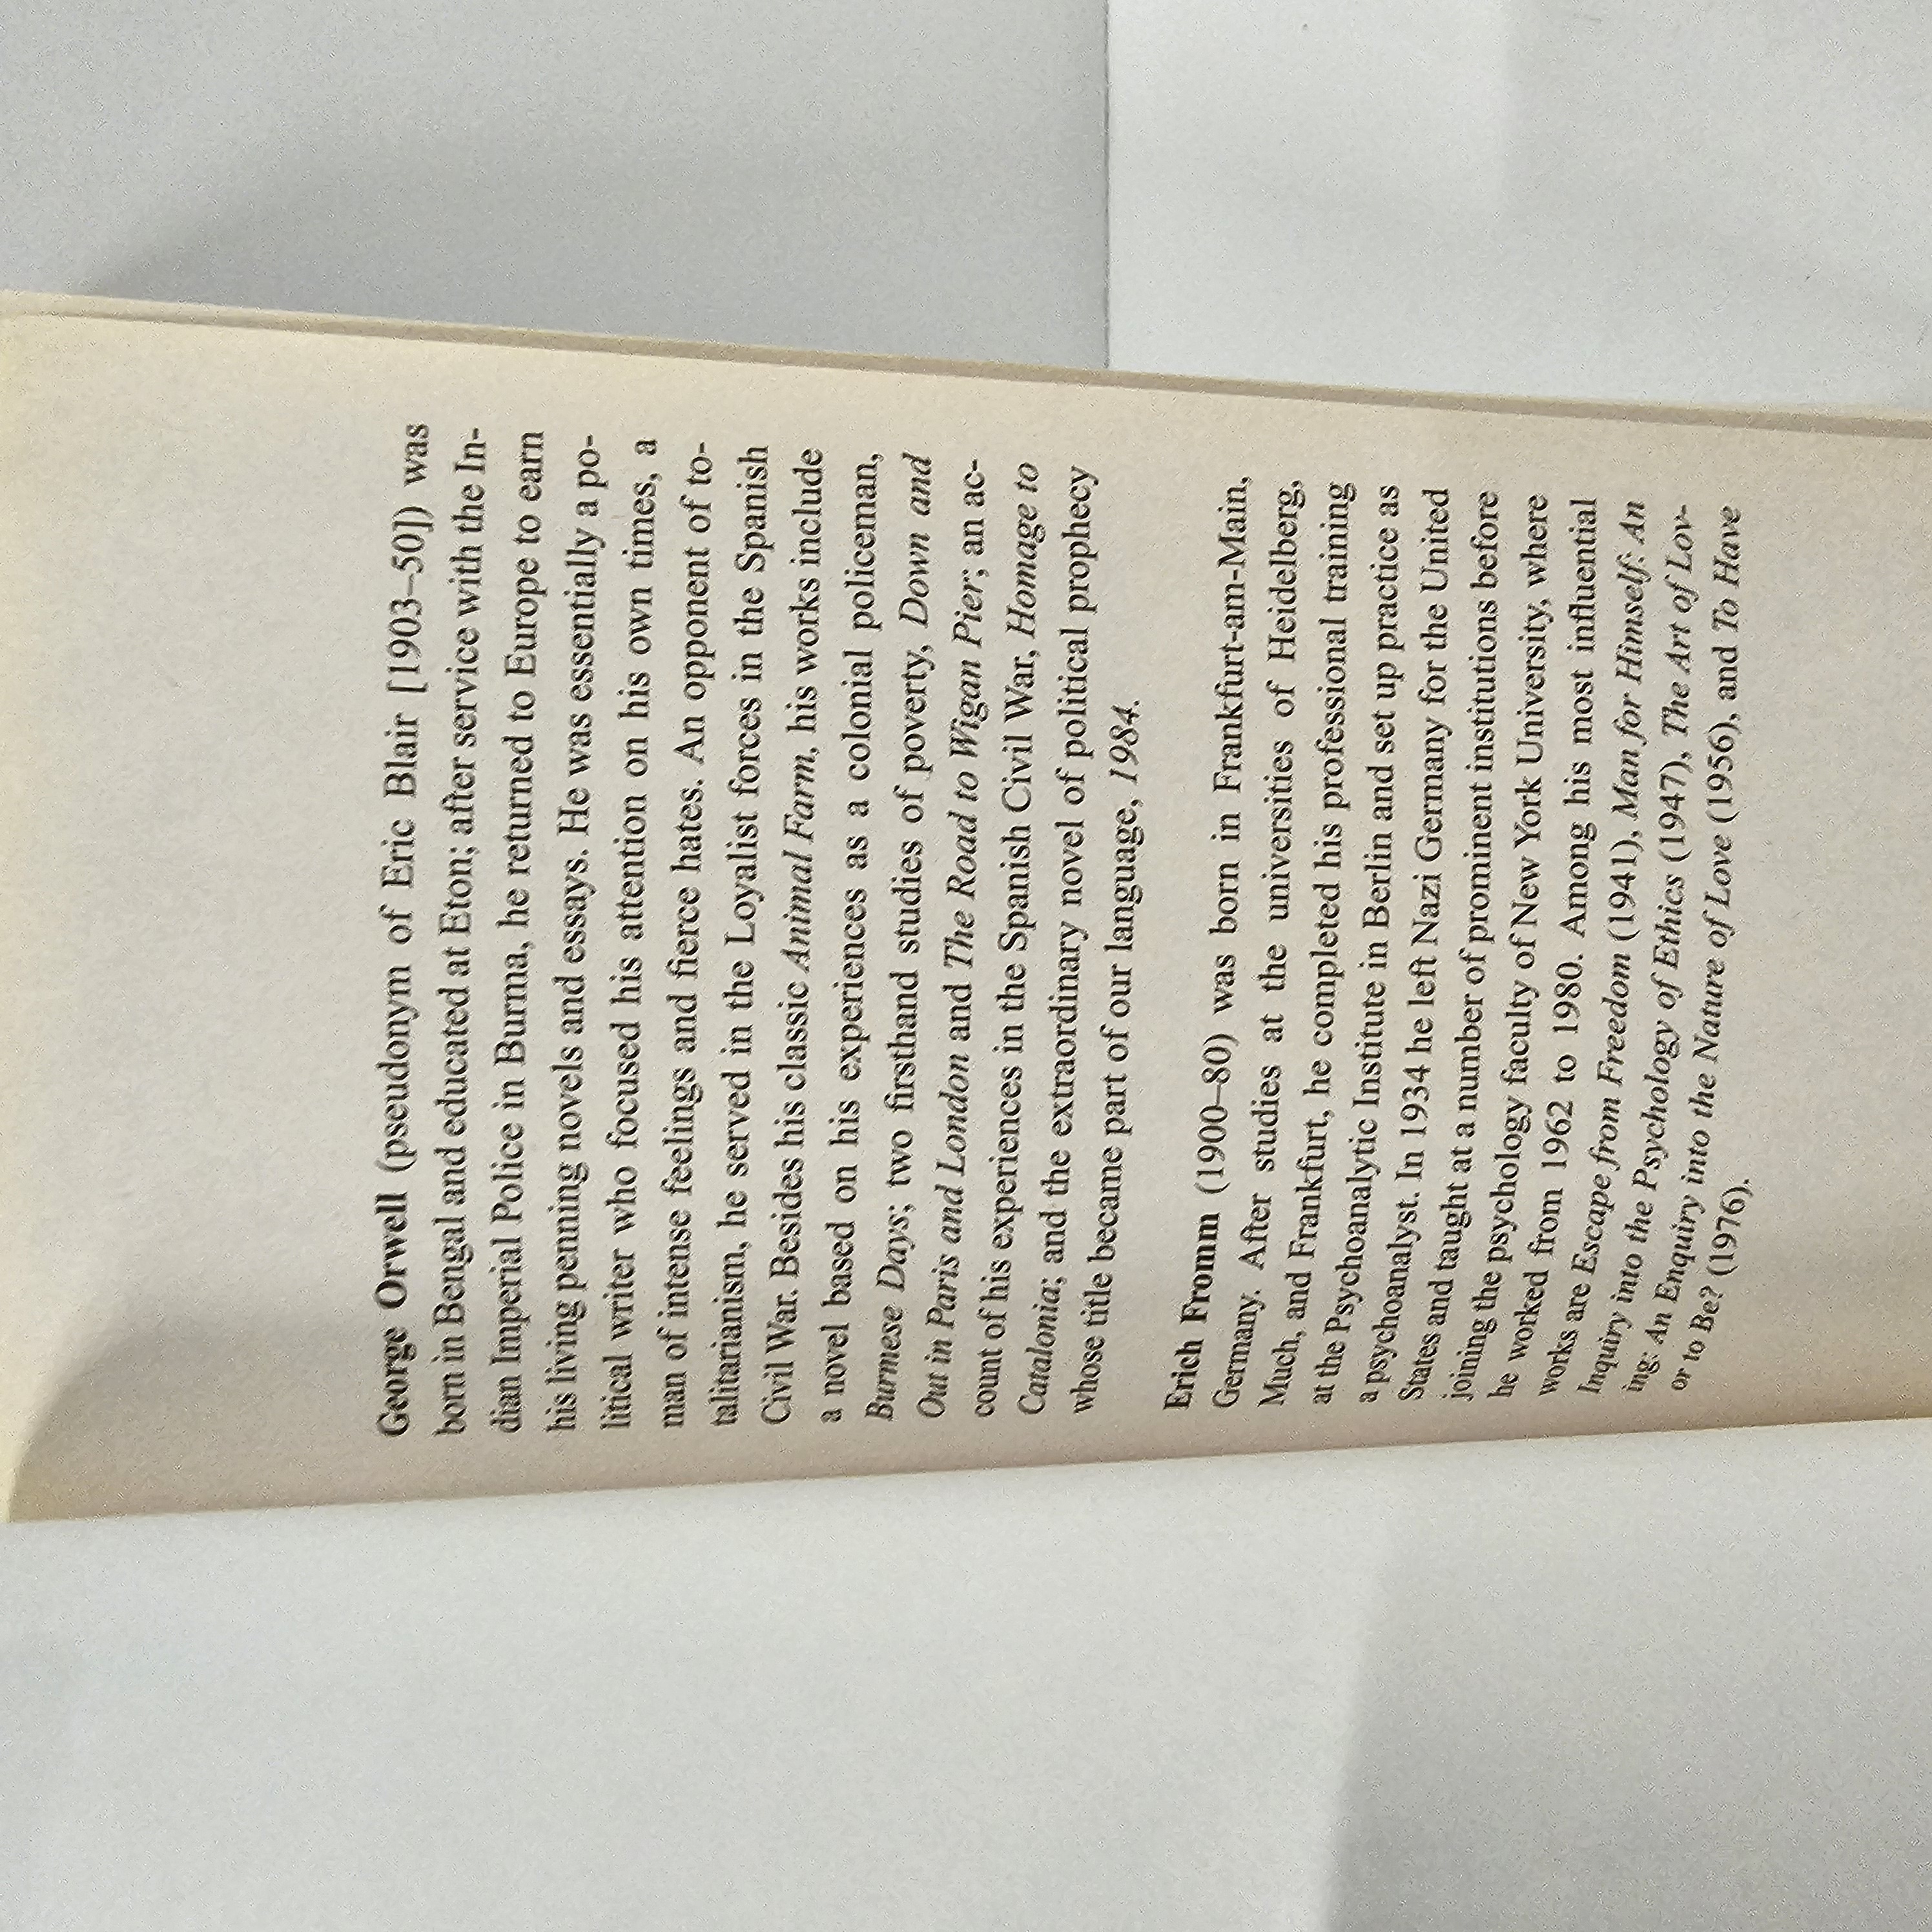 George Orwell (pseudonym of Eric Blair [1903–50]) was
born in Bengal and educated at Eton; after service with the In-
dian Imperial Police in Burma, he returned to Europe to earn
his living penning novels and essays. He was essentially a po-
litical writer who focused his attention on his own times, a
man of intense feelings and fierce hates. An opponent of to-
talitarianism, he served in the Loyalist forces in the Spanish
Civil War. Besides his classic Animal Farm, his works include
a novel based on his experiences as a colonial policeman,
Burmese Days; two firsthand studies of poverty, Down and
Out in Paris and London and The Road to Wigan Pier; an ac-
count of his experiences in the Spanish Civil War, Homage to
Catalonia; and the extraordinary novel of political prophecy
whose title became part of our language, 1984.
Erich Fromm (1900–80) was born in Frankfurt-am-Main,
Germany. After studies at the universities of Heidelberg,
Much, and Frankfurt, he completed his professional training
at the Psychoanalytic Institute in Berlin and set up practice as
a psychoanalyst. In 1934 he left Nazi Germany for the United
States and taught at a number of prominent institutions before
joining the psychology faculty of New York University, where
he worked from 1962 to 1980. Among his most influential
works are Escape from Freedom (1941), Man for Himself: An
Inquiry into the Psychology of Ethics (1947), The Art of Lov-
ing: An Enquiry into the Nature of Love (1956), and To Have
or to Be? (1976).